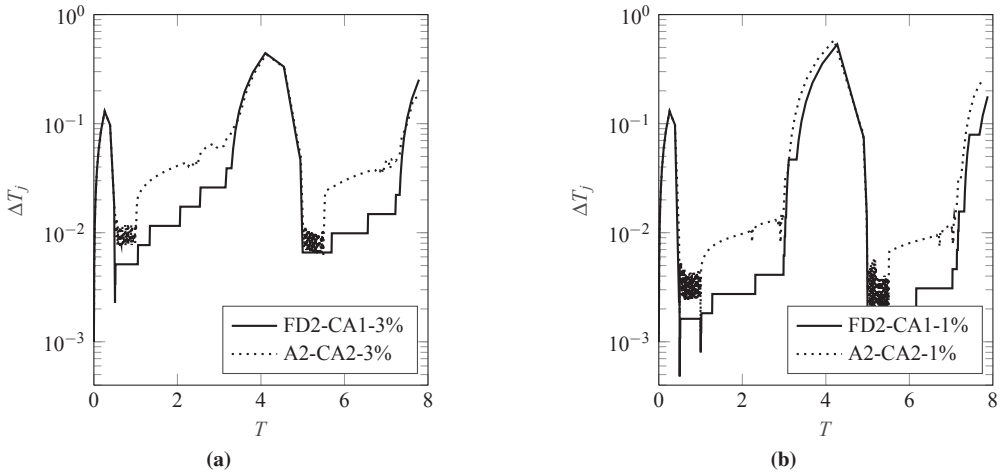 10^0
10^-1
10^-2
10^-3
ΔT_j
FD2-CA1-3%
A2-CA2-3%
0 2 4 6 8
T
(a)
10^0
10^-1
10^-2
10^-3
ΔT_j
FD2-CA1-1%
A2-CA2-1%
0 2 4 6 8
T
(b)